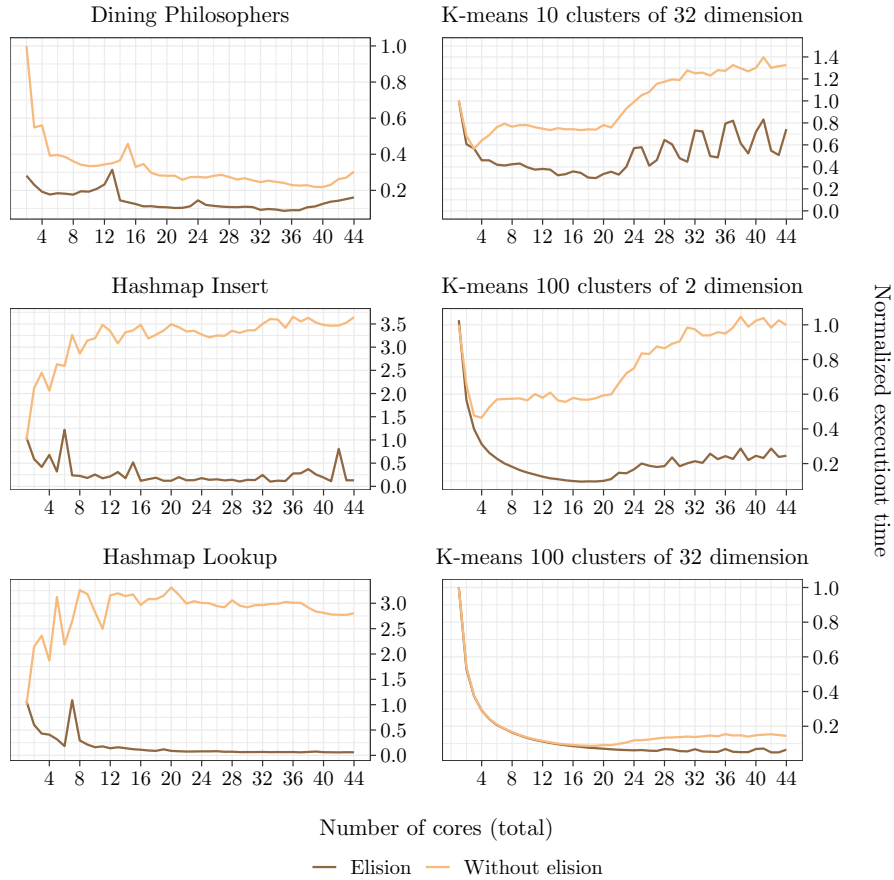 Dining Philosophers
1.0
0.8
0.6
0.4
0.2
4 8 12 16 20 24 28 32 36 40 44
K-means 10 clusters of 32 dimension
1.4
1.2
1.0
0.8
0.6
0.4
0.2
0.0
4 8 12 16 20 24 28 32 36 40 44
Hashmap Insert
3.5
3.0
2.5
2.0
1.5
1.0
0.5
0.0
4 8 12 16 20 24 28 32 36 40 44
K-means 100 clusters of 2 dimension
1.0
0.8
0.6
0.4
0.2
4 8 12 16 20 24 28 32 36 40 44
Hashmap Lookup
3.0
2.5
2.0
1.5
1.0
0.5
0.0
4 8 12 16 20 24 28 32 36 40 44
K-means 100 clusters of 32 dimension
1.0
0.8
0.6
0.4
0.2
4 8 12 16 20 24 28 32 36 40 44
Normalized executiont time
Number of cores (total)
Elision Without elision